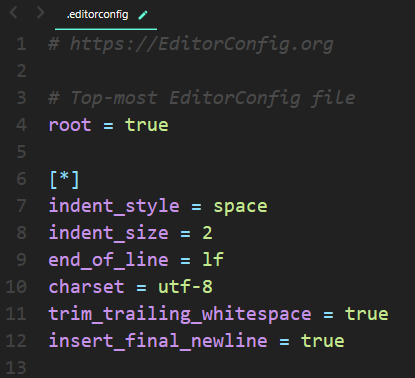 .editorconfig
1 # https://EditorConfig.org
2
3 # Top-most EditorConfig file
4 root = true
5
6 [*]
7 indent_style = space
8 indent_size = 2
9 end_of_line = lf
10 charset = utf-8
11 trim_trailing_whitespace = true
12 insert_final_newline = true
13